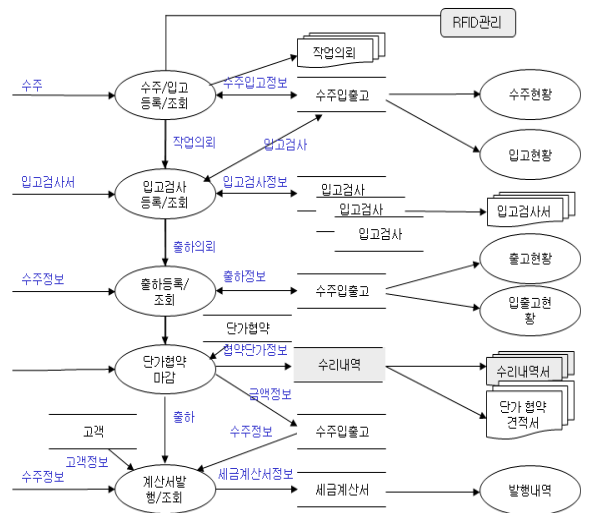 RFID관리
작업의뢰
수주
수주/입고
등록/조회
수주입고정보
수주입출고
수주현황
작업의뢰
입고검사
입고현황
입고검사서
입고검사
등록/조회
입고검사정보
입고검사
입고검사
입고검사
입고검사서
출하의뢰
출고현황
수주정보
출하등록/
조회
출하정보
수주입출고
입출고현
황
단가협약
단가협약
마감
협약단가정보
수리내역
수리내역서
금액정보
단가 협약
견적서
출하
고객
수주정보
수주입출고
고객정보
수주정보
계산서발
행/조회
세금계산서정보
세금계산서
발행내역